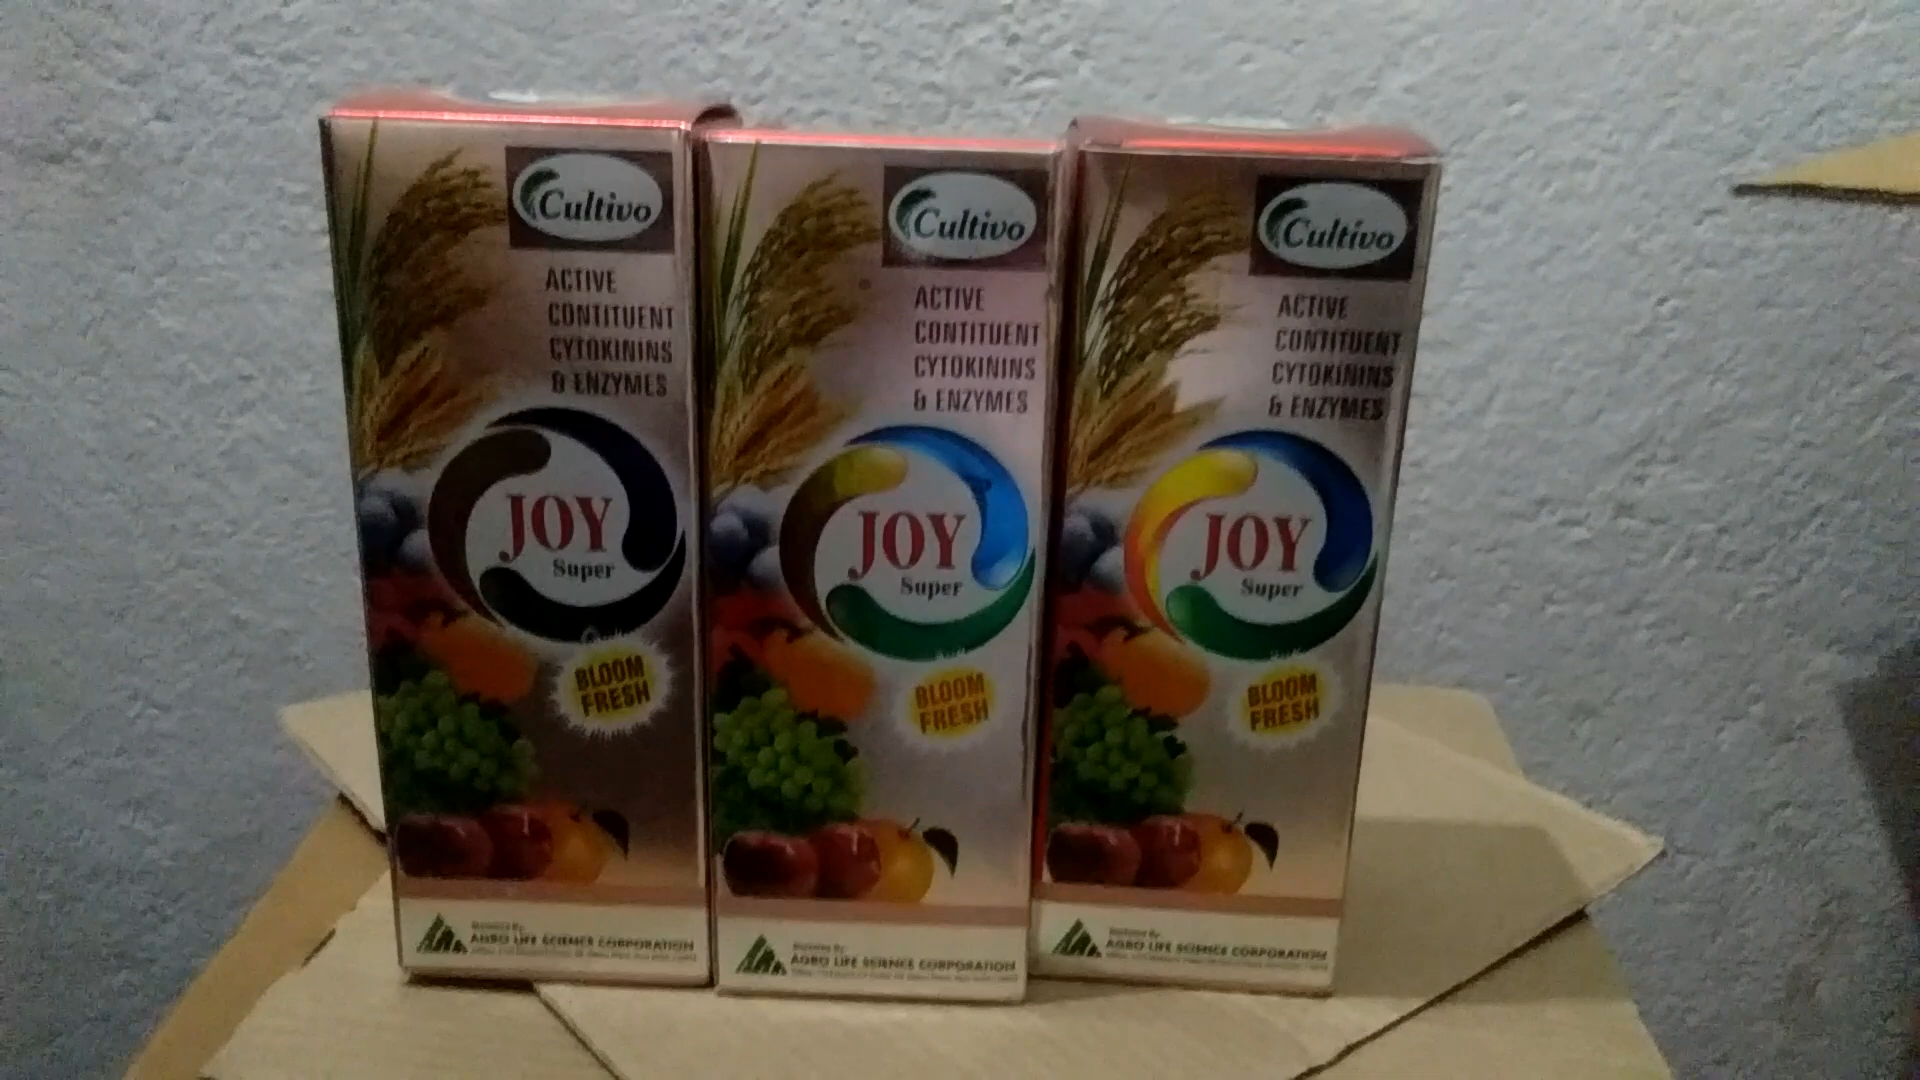 Cultivo
ACTIVE
CONTITUENT
CYTOKININS
& ENZYMES
JOY
Super
BLOOM
FRESH
AGRO LIFE SCIENCE CORPORATION
Cultivo
ACTIVE
CONTITUENT
CYTOKININS
& ENZYMES
JOY
Super
BLOOM
FRESH
AGRO LIFE SCIENCE CORPORATION
Cultivo
ACTIVE
CONTITUENT
CYTOKININS
& ENZYMES
JOY
Super
BLOOM
FRESH
AGRO LIFE SCIENCE CORPORATION